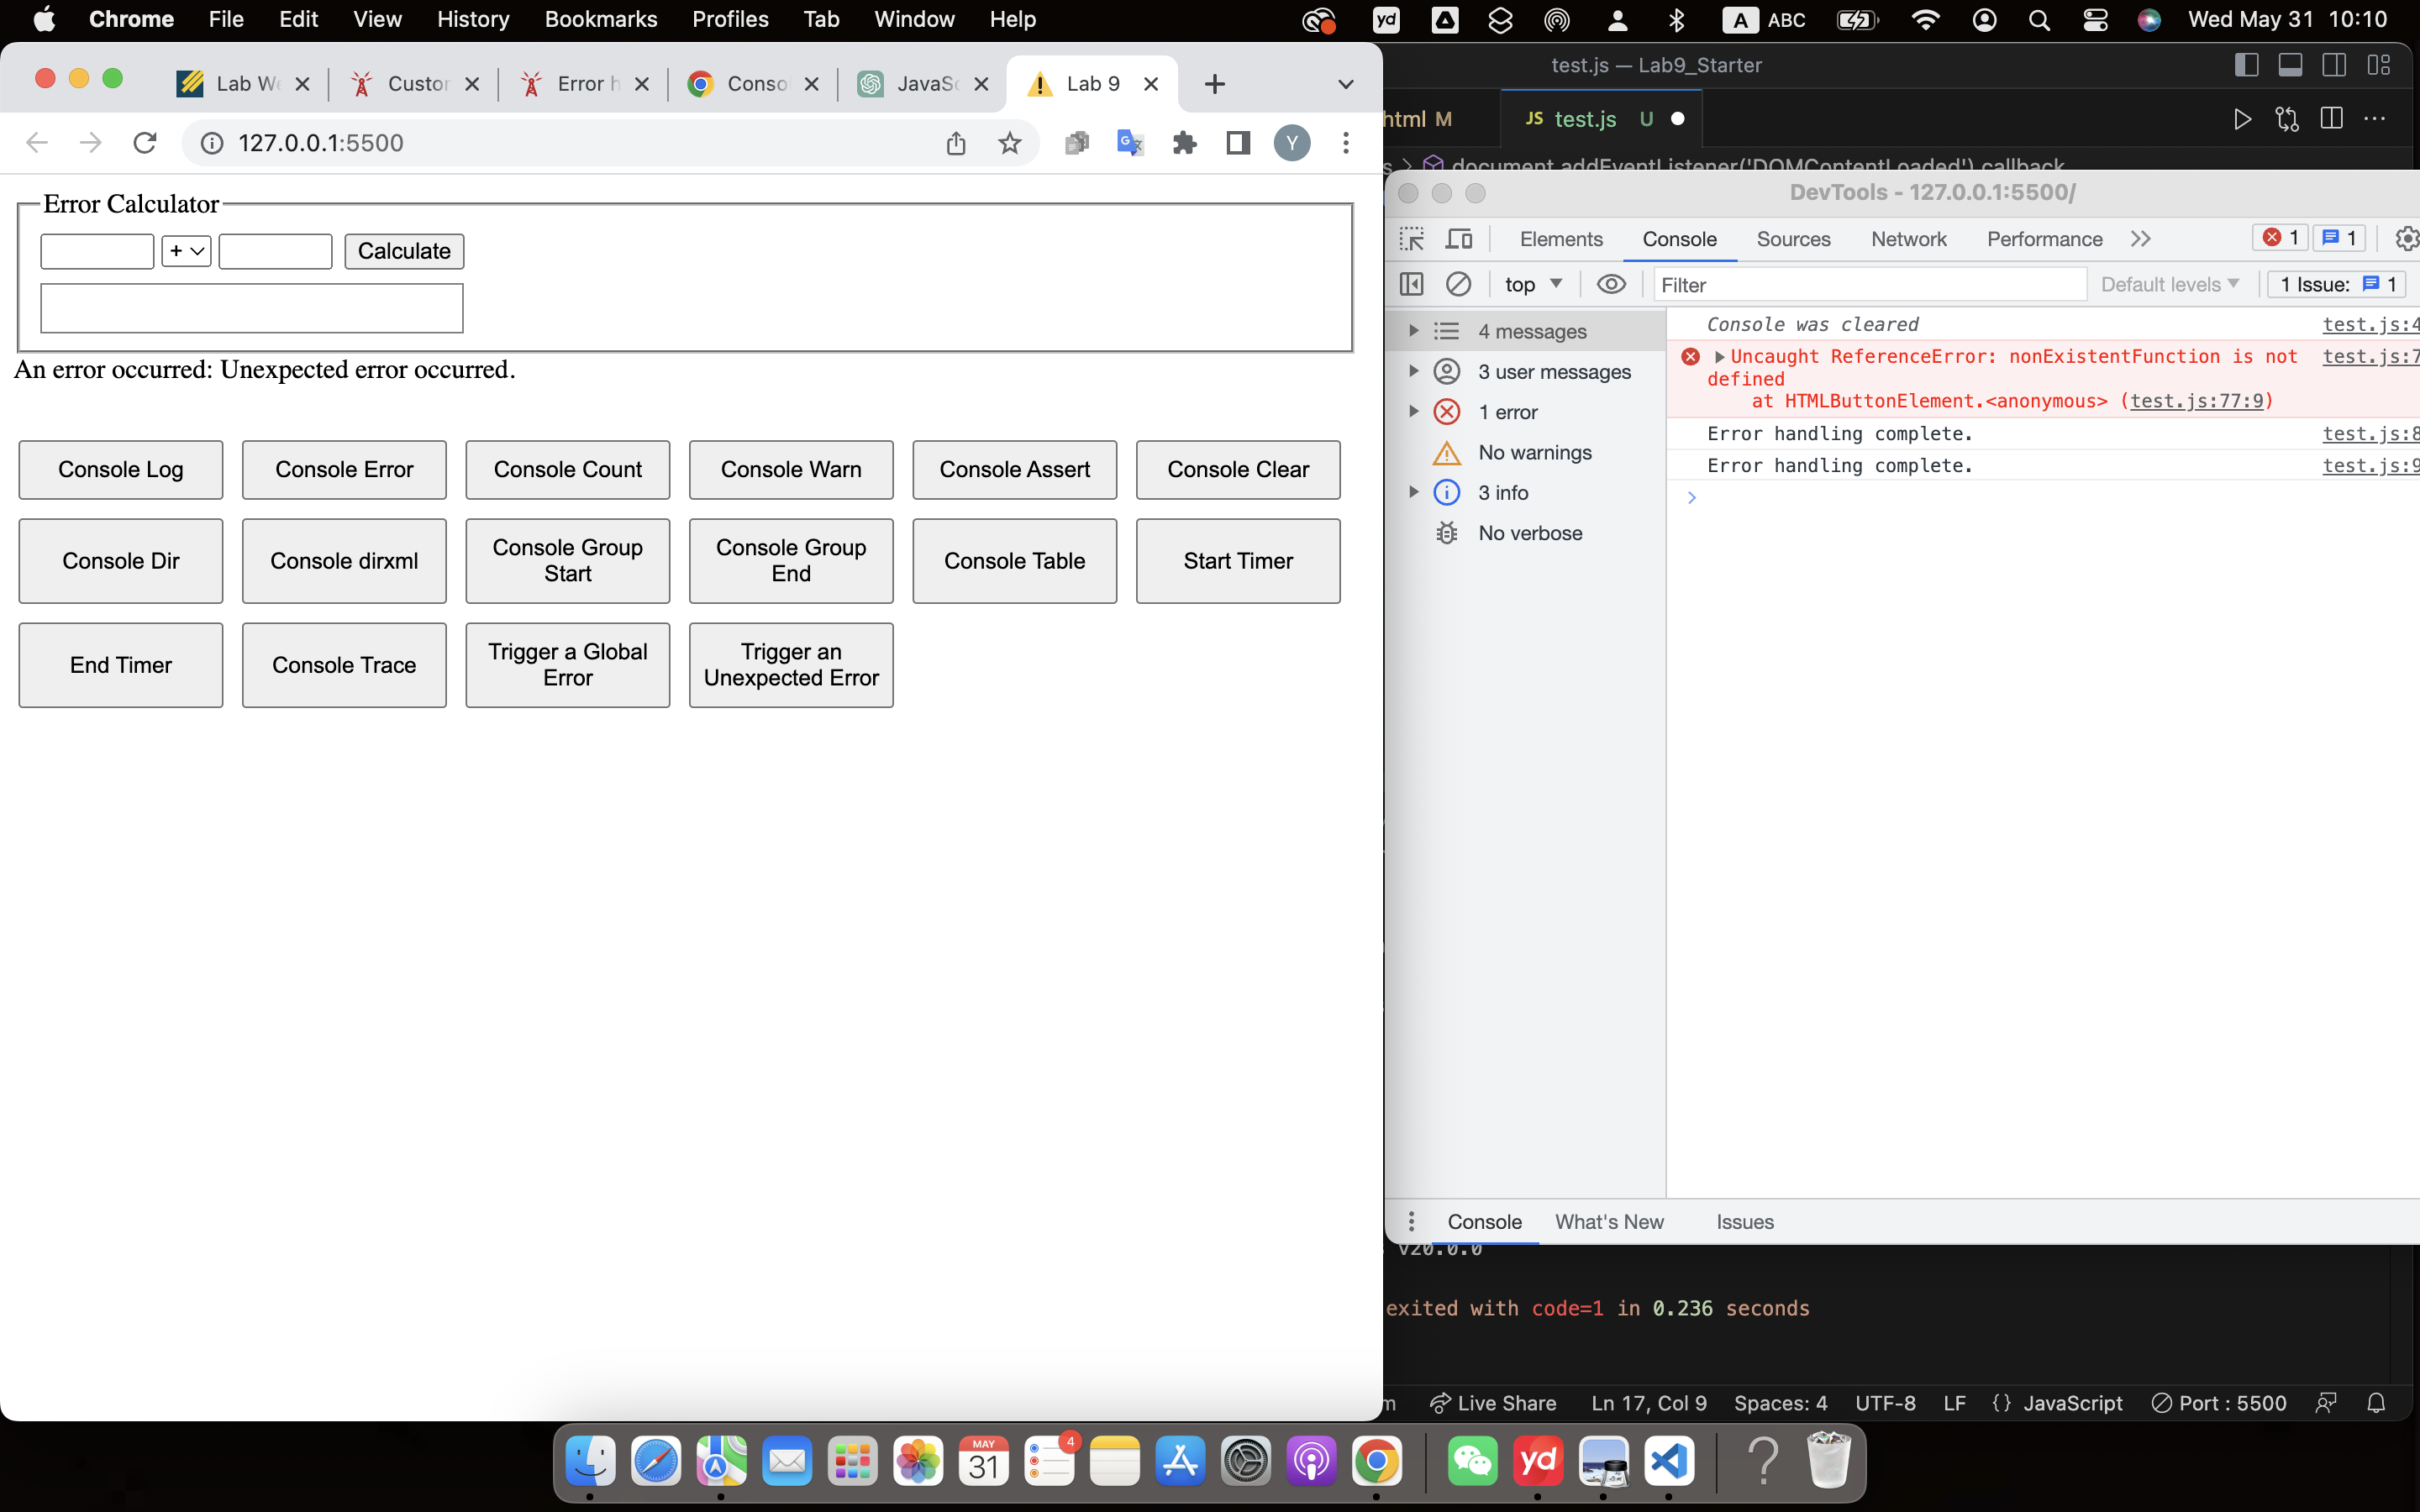 Chrome File Edit View History Bookmarks Profiles Tab Window Help yd A ABC Wed May 31 10:10
Lab We Custor Error h Conso JavaSc Lab 9
127.0.0.1:5500 Y
Error Calculator
+ Calculate
An error occurred: Unexpected error occurred.
Console Log Console Error Console Count Console Warn Console Assert Console Clear
Console Dir Console dirxml Console Group Start Console Group End Console Table Start Timer
End Timer Console Trace Trigger a Global Error Trigger an Unexpected Error
test.js — Lab9_Starter
html M JS test.js U
s > document.addEventListener('DOMContentLoaded') callback
DevTools - 127.0.0.1:5500/
Elements Console Sources Network Performance 1 1
top Filter Default levels 1 Issue: 1
4 messages
3 user messages
1 error
No warnings
3 info
No verbose
Console was cleared test.js:4
Uncaught ReferenceError: nonExistentFunction is not test.js:7
defined
at HTMLButtonElement.<anonymous> (test.js:77:9)
Error handling complete. test.js:8
Error handling complete. test.js:9
Console What's New Issues
v20.0.0
exited with code=1 in 0.236 seconds
m Live Share Ln 17, Col 9 Spaces: 4 UTF-8 LF {} JavaScript Port : 5500
MAY
31
4
yd